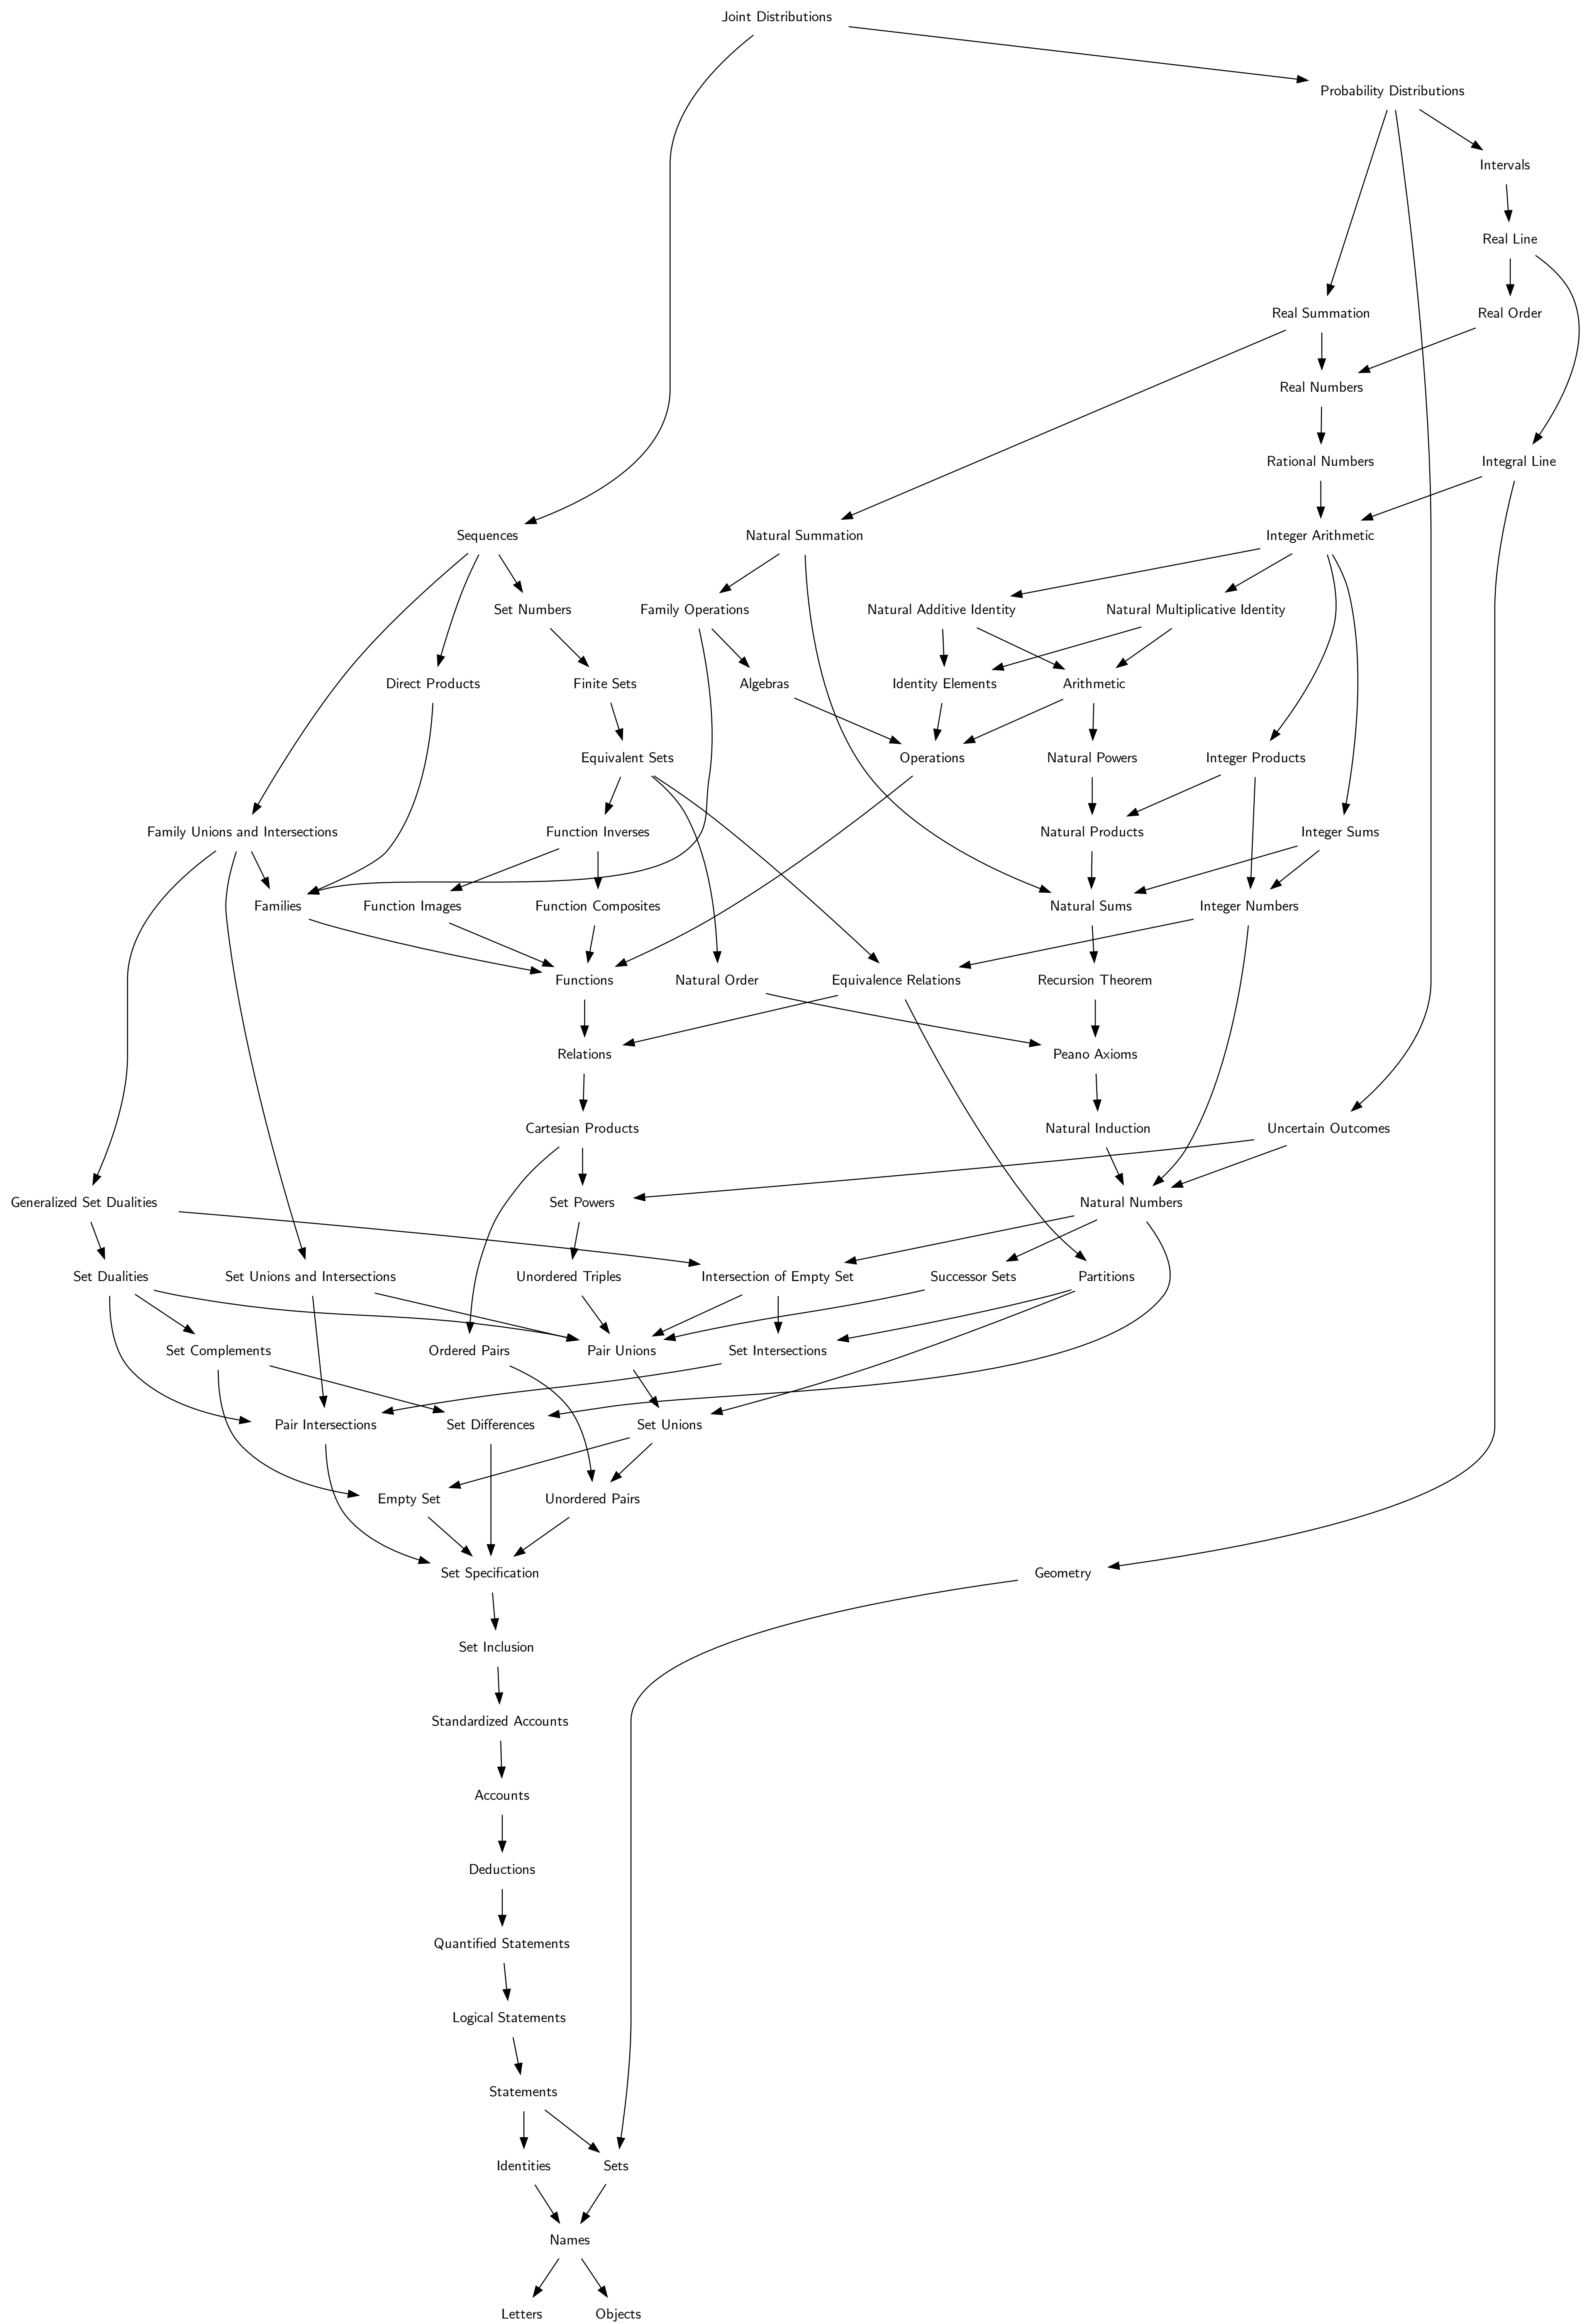 Joint Distributions
Probability Distributions
Intervals
Real Line
Real Summation
Real Order
Real Numbers
Rational Numbers
Integral Line
Sequences
Natural Summation
Integer Arithmetic
Set Numbers
Family Operations
Natural Additive Identity
Natural Multiplicative Identity
Direct Products
Finite Sets
Algebras
Identity Elements
Arithmetic
Equivalent Sets
Operations
Natural Powers
Integer Products
Family Unions and Intersections
Function Inverses
Natural Products
Integer Sums
Families
Function Images
Function Composites
Natural Sums
Integer Numbers
Functions
Natural Order
Equivalence Relations
Recursion Theorem
Relations
Peano Axioms
Cartesian Products
Natural Induction
Uncertain Outcomes
Generalized Set Dualities
Set Powers
Natural Numbers
Set Dualities
Set Unions and Intersections
Unordered Triples
Intersection of Empty Set
Successor Sets
Partitions
Set Complements
Ordered Pairs
Pair Unions
Set Intersections
Pair Intersections
Set Differences
Set Unions
Empty Set
Unordered Pairs
Set Specification
Geometry
Set Inclusion
Standardized Accounts
Accounts
Deductions
Quantified Statements
Logical Statements
Statements
Identities
Sets
Names
Letters
Objects